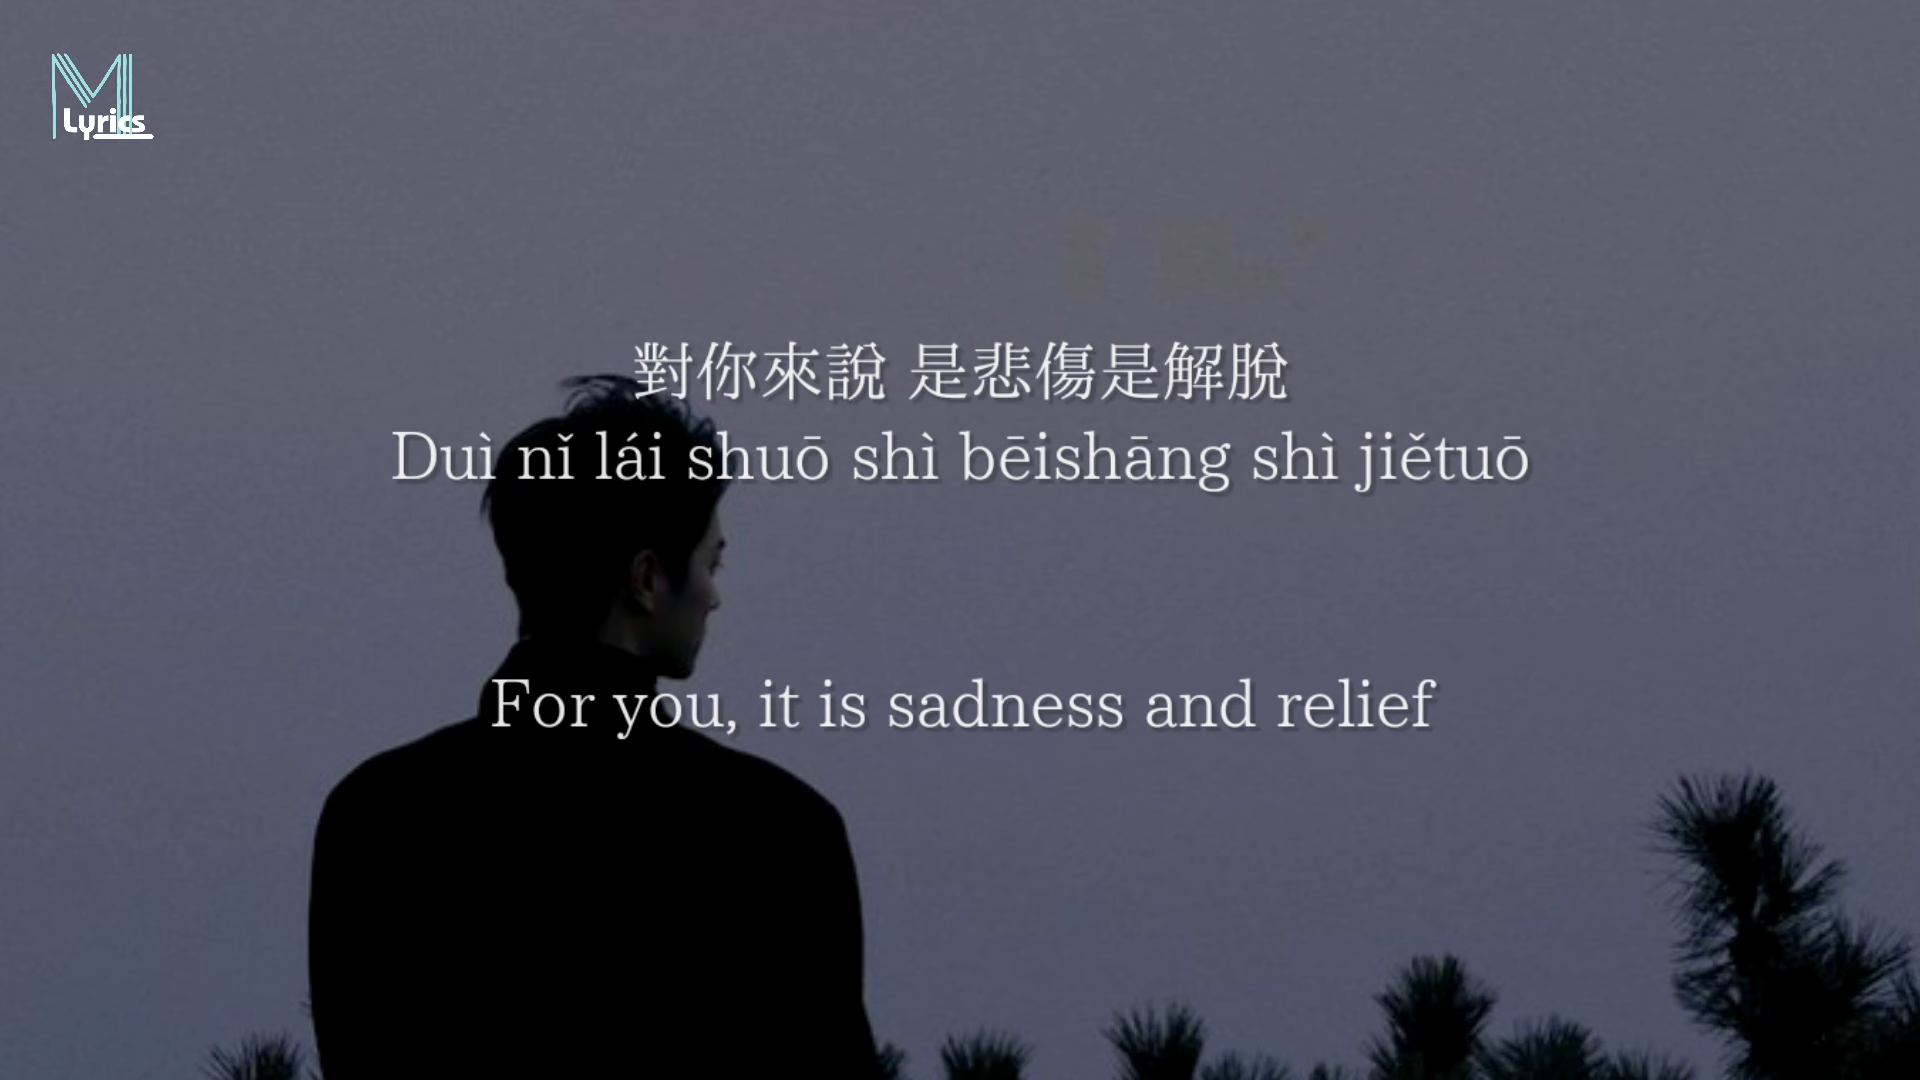 M
Lyrics
對你來說 是悲傷是解脫
Duì nǐ lái shuō shì bēishāng shì jiětuō
For you, it is sadness and relief